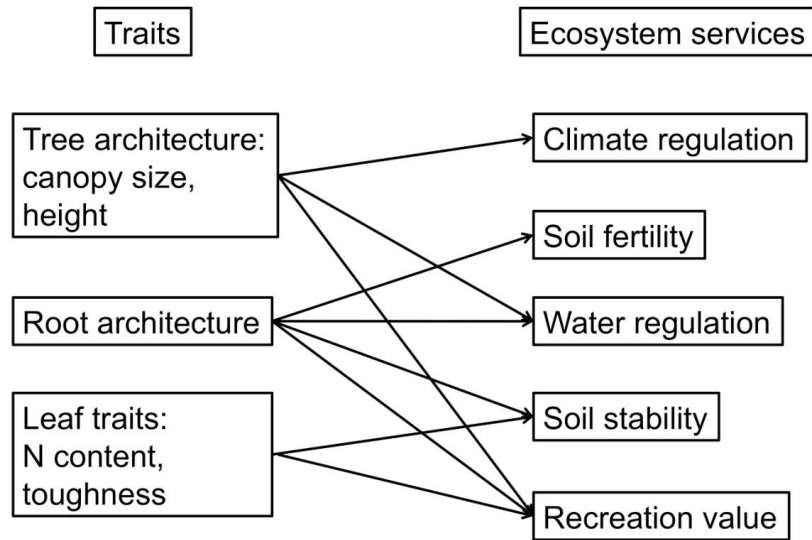 Traits
Ecosystem services
Tree architecture:
canopy size,
height
Climate regulation
Soil fertility
Root architecture
Water regulation
Leaf traits:
N content,
toughness
Soil stability
Recreation value